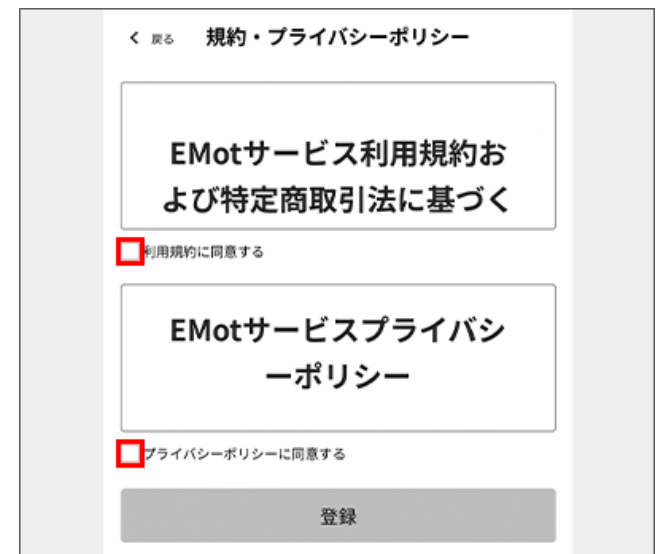 戻る 規約・プライバシーポリシー
EMotサービス利用規約お
よび特定商取引法に基づく
利用規約に同意する
EMotサービスプライバシ
ーポリシー
プライバシーポリシーに同意する
登録